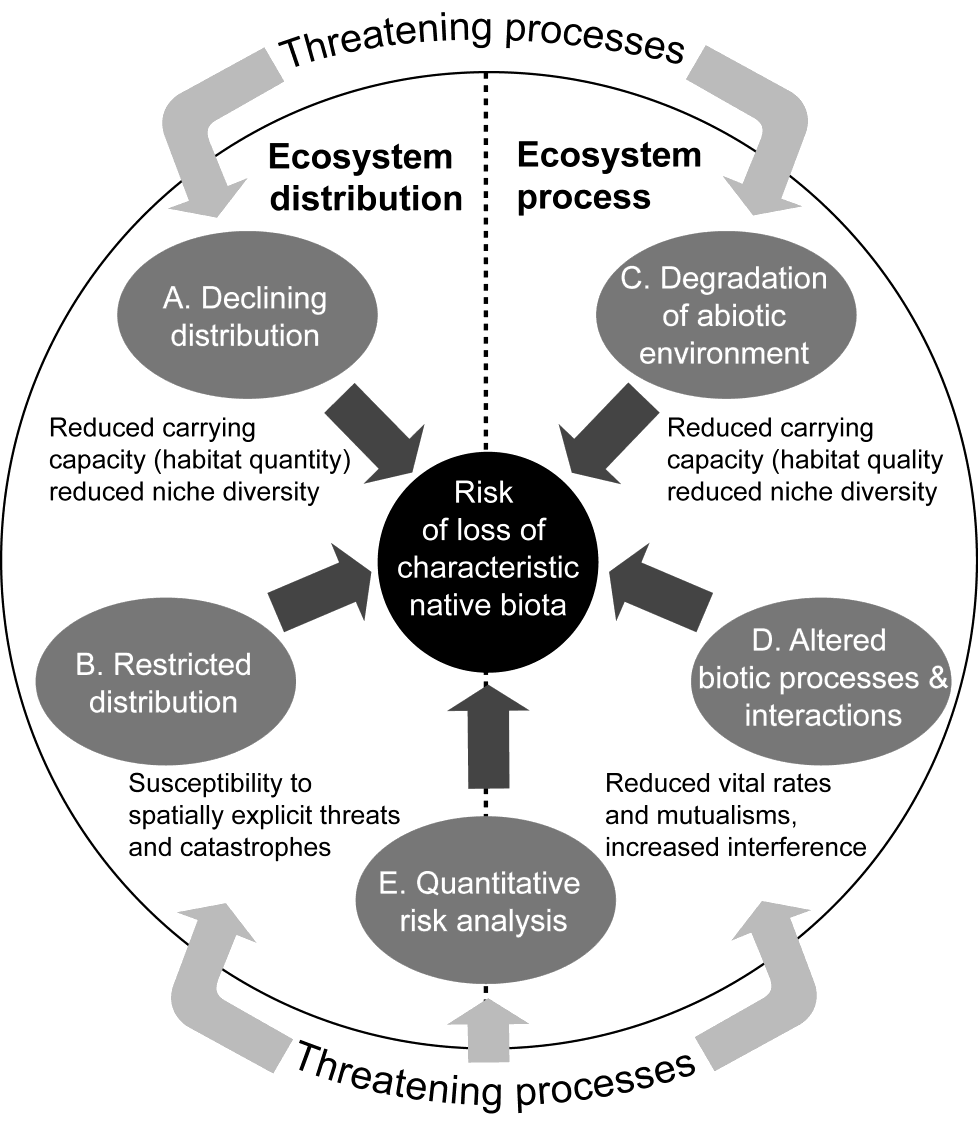 Threatening processes
Ecosystem
distribution
Ecosystem
process
A. Declining
distribution
C. Degradation
of abiotic
environment
Reduced carrying
capacity (habitat quantity)
reduced niche diversity
Reduced carrying
capacity (habitat quality
reduced niche diversity
Risk
of loss of
characteristic
native biota
B. Restricted
distribution
D. Altered
biotic processes &
interactions
Susceptibility to
spatially explicit threats
and catastrophes
Reduced vital rates
and mutualisms,
increased interference
E. Quantitative
risk analysis
Threatening processes